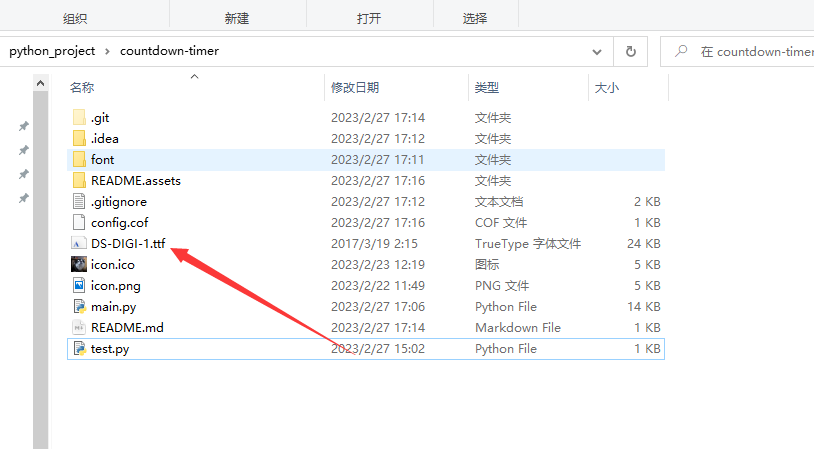 组织 新建 打开 选择
python_project > countdown-timer 在 countdown-timer
名称 修改日期 类型 大小
.git 2023/2/27 17:14 文件夹
.idea 2023/2/27 17:12 文件夹
font 2023/2/27 17:11 文件夹
README.assets 2023/2/27 17:16 文件夹
.gitignore 2023/2/27 17:12 文本文档 2 KB
config.cof 2023/2/27 17:16 COF 文件 1 KB
DS-DIGI-1.ttf 2017/3/19 2:15 TrueType 字体文件 24 KB
icon.ico 2023/2/23 12:19 图标 5 KB
icon.png 2023/2/22 11:49 PNG 文件 5 KB
main.py 2023/2/27 17:06 Python File 14 KB
README.md 2023/2/27 17:14 Markdown File 1 KB
test.py 2023/2/27 15:02 Python File 1 KB